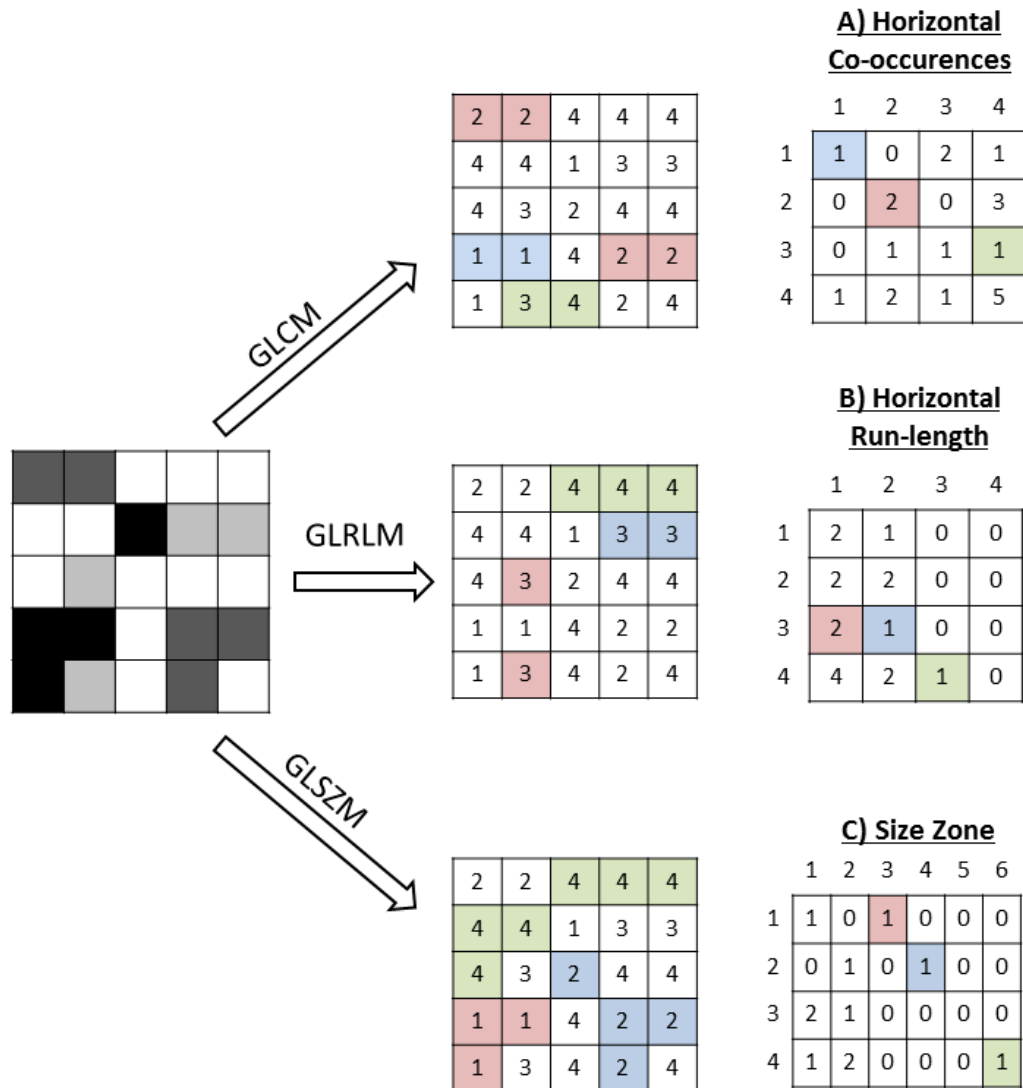 A) Horizontal
Co-occurences
1 2 3 4
1 1 0 2 1
2 0 2 0 3
3 0 1 1 1
4 1 2 1 5
2 2 4 4 4
4 4 1 3 3
4 3 2 4 4
1 1 4 2 2
1 3 4 2 4
GLCM
B) Horizontal
Run-length
1 2 3 4
1 2 1 0 0
2 2 2 0 0
3 2 1 0 0
4 4 2 1 0
GLRLM
2 2 4 4 4
4 4 1 3 3
4 3 2 4 4
1 1 4 2 2
1 3 4 2 4
GLSZM
C) Size Zone
1 2 3 4 5 6
1 1 0 1 0 0 0
2 0 1 0 1 0 0
3 2 1 0 0 0 0
4 1 2 0 0 0 1
2 2 4 4 4
4 4 1 3 3
4 3 2 4 4
1 1 4 2 2
1 3 4 2 4